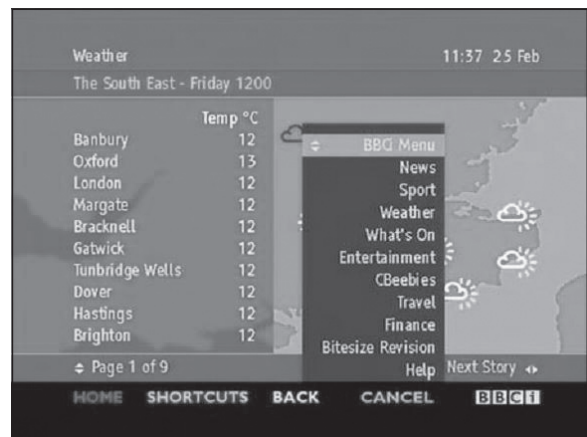 Weather 11:37 25 Feb
The South East - Friday 1200
Temp °C
Banbury 12
Oxford 13
London 12
Margate 12
Bracknell 12
Gatwick 12
Tunbridge Wells 12
Dover 12
Hastings 12
Brighton 12
Page 1 of 9
BBCi Menu
News
Sport
Weather
What's On
Entertainment
CBeebies
Travel
Finance
Bitesize Revision
Help
Next Story
HOME SHORTCUTS BACK CANCEL BBCi